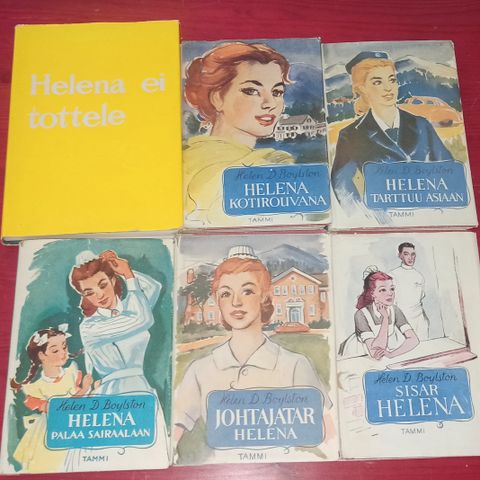 Helena ei
tottele
Helen D Boylston
HELENA
KOTIROUVANA
TAMMI
Helen D. Boylston
HELENA
TARTTUU ASIAAN
TAMMI
Helen D Boylston
HELENA
PALAA SAIRAALAAN
TAMMI
Helen D Boylston
JOHTAJATAR
HELENA
TAMMI
Helen D. Boylston
SISAR
HELENA
TAMMI